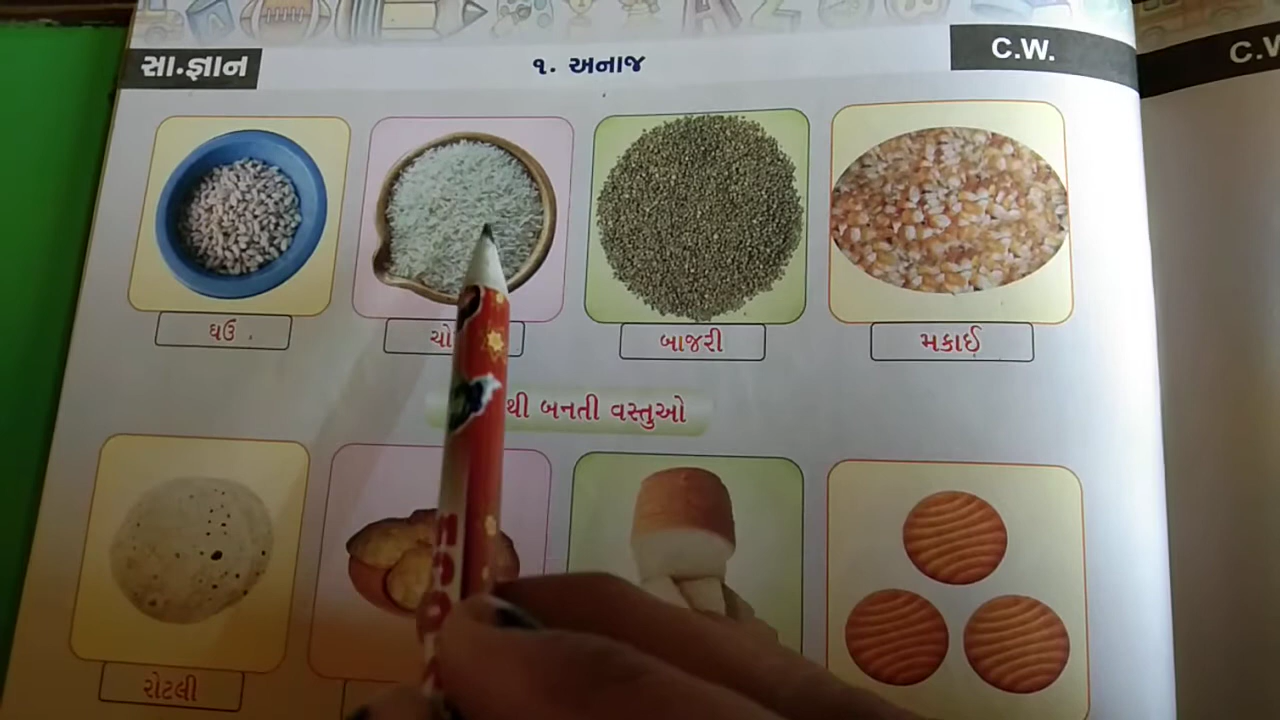 સા.જ્ઞાન
૧. અનાજ
C.W.
ઘઉં
બાજરી
મકાઈ
થી બનતી વસ્તુઓ
રોટલી